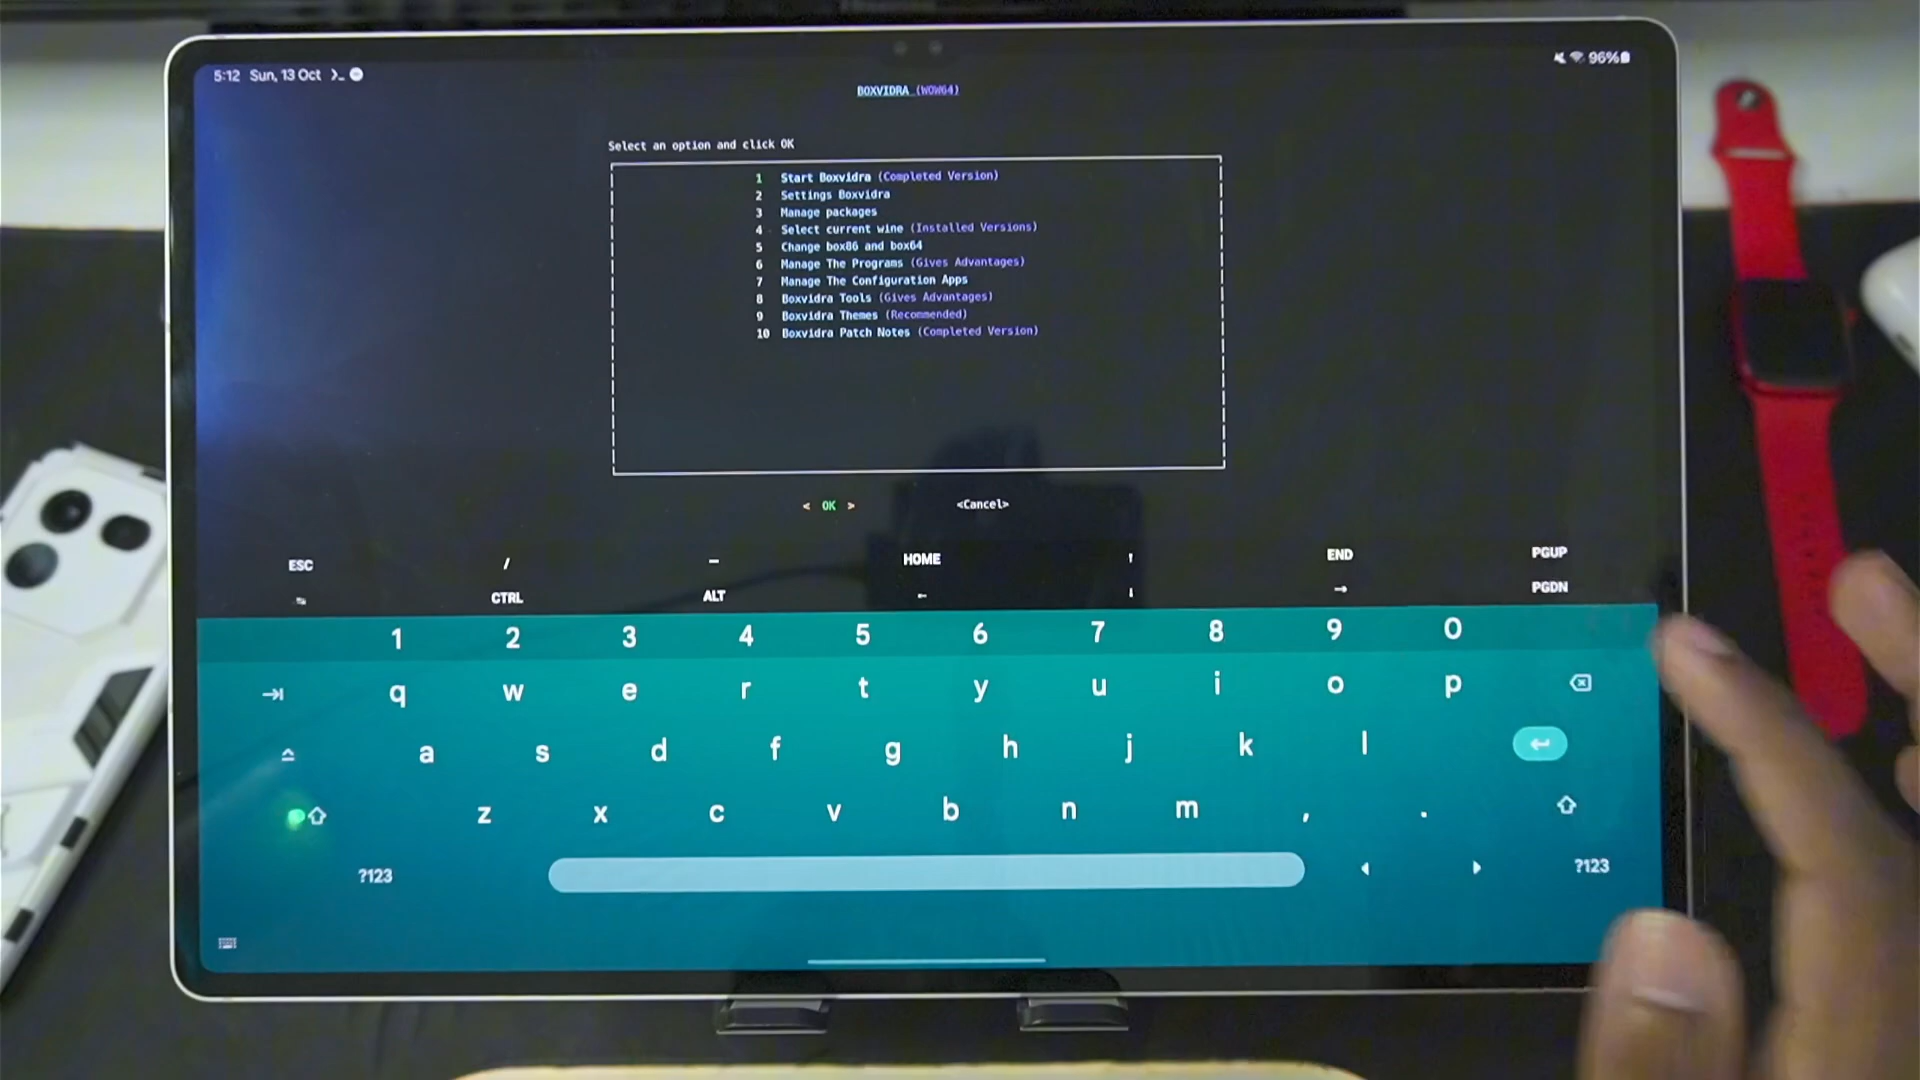 5:12 Sun, 13 Oct 96%
BOXVIDRA (WOW64)
Select an option and click OK
1 Start Boxvidra (Completed Version)
2 Settings Boxvidra
3 Manage packages
4 Select current wine (Installed Versions)
5 Change box86 and box64
6 Manage The Programs (Gives Advantages)
7 Manage The Configuration Apps
8 Boxvidra Tools (Gives Advantages)
9 Boxvidra Themes (Recommended)
10 Boxvidra Patch Notes (Completed Version)
< OK > <Cancel>
ESC / — HOME ↑ END PGUP
CTRL ALT ← ↓ → PGDN
1 2 3 4 5 6 7 8 9 0
q w e r t y u i o p
a s d f g h j k l
z x c v b n m , .
?123 ?123